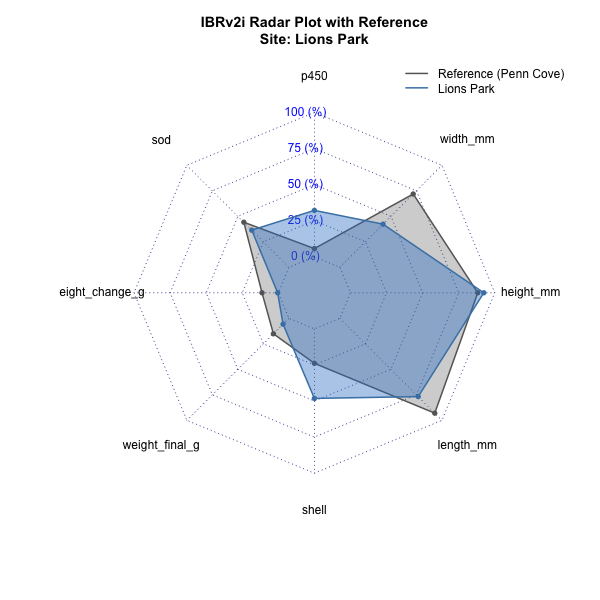 IBRv2i Radar Plot with Reference
Site: Lions Park
p450
Reference (Penn Cove)
Lions Park
100 (%)
sod
width_mm
75 (%)
50 (%)
25 (%)
0 (%)
eight_change_g
height_mm
weight_final_g
length_mm
shell